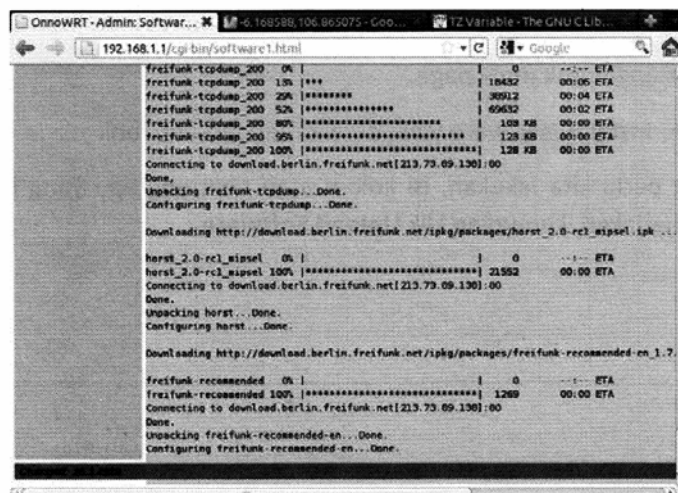 OnnoWRT - Admin: Softwar...
-6.168588,106.865075 - Goo...
TZ Variable - The GNU C Lib...
192.168.1.1/cgi-bin/software1.html
Google
freifunk-tcpdump_200 0% | | 0 --:-- ETA
freifunk-tcpdump_200 13% |*** | 18432 00:06 ETA
freifunk-tcpdump_200 29% |******** | 38912 00:04 ETA
freifunk-tcpdump_200 52% |*************** | 69632 00:02 ETA
freifunk-tcpdump_200 80% |*********************** | 103 KB 00:00 ETA
freifunk-tcpdump_200 95% |*************************** | 123 KB 00:00 ETA
freifunk-tcpdump_200 100% |*****************************| 128 KB 00:00 ETA
Connecting to download.berlin.freifunk.net[213.73.89.130]:80
Done.
Unpacking freifunk-tcpdump...Done.
Configuring freifunk-tcpdump...Done.
Downloading http://download.berlin.freifunk.net/ipkg/packages/horst_2.0-rc1_mipsel.ipk ...
horst_2.0-rc1_mipsel 0% | | 0 --:-- ETA
horst_2.0-rc1_mipsel 100% |*****************************| 21552 00:00 ETA
Connecting to download.berlin.freifunk.net[213.73.89.130]:80
Done.
Unpacking horst...Done.
Configuring horst...Done.
Downloading http://download.berlin.freifunk.net/ipkg/packages/freifunk-recommended-en_1.7.
freifunk-recommended 0% | | 0 --:-- ETA
freifunk-recommended 100% |*****************************| 1269 00:00 ETA
Connecting to download.berlin.freifunk.net[213.73.89.130]:80
Done.
Unpacking freifunk-recommended-en...Done.
Configuring freifunk-recommended-en...Done.